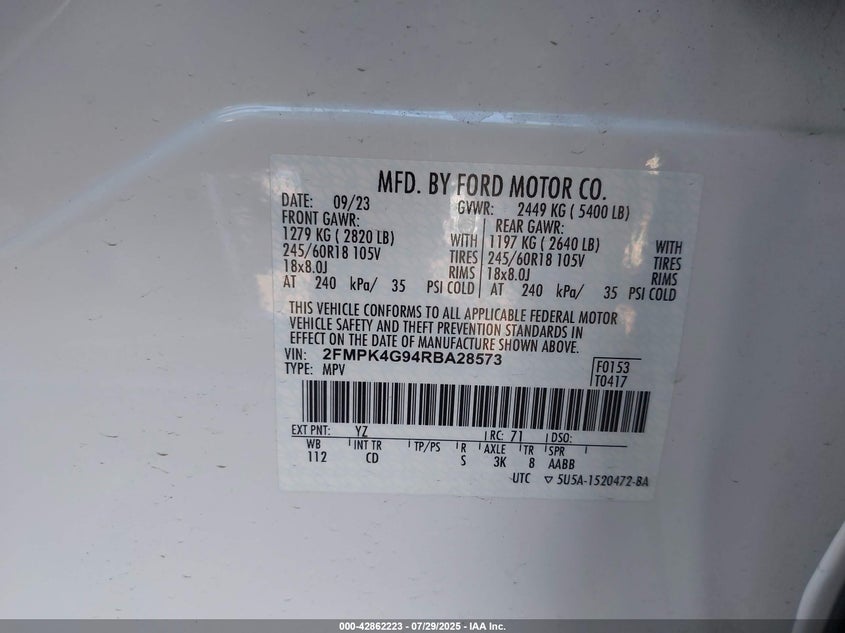 MFD. BY FORD MOTOR CO.
DATE: 09/23 GVWR: 2449 KG ( 5400 LB)
FRONT GAWR: REAR GAWR:
1279 KG ( 2820 LB) WITH 1197 KG ( 2640 LB) WITH
245/60R18 105V TIRES 245/60R18 105V TIRES
18x8.0J RIMS 18x8.0J RIMS
AT 240 kPa/ 35 PSI COLD AT 240 kPa/ 35 PSI COLD
THIS VEHICLE CONFORMS TO ALL APPLICABLE FEDERAL MOTOR
VEHICLE SAFETY AND THEFT PREVENTION STANDARDS IN
EFFECT ON THE DATE OF MANUFACTURE SHOWN ABOVE.
VIN: 2FMPK4G94RBA28573 F0153
TYPE: MPV T0417
EXT PNT: YZ RC: 71 DSO:
WB INT TR TP/PS R AXLE TR SPR
112 CD S 3K 8 AABB
UTC ▽ 5U5A-1520472-BA
000-42862223 - 07/29/2025 - IAA Inc.